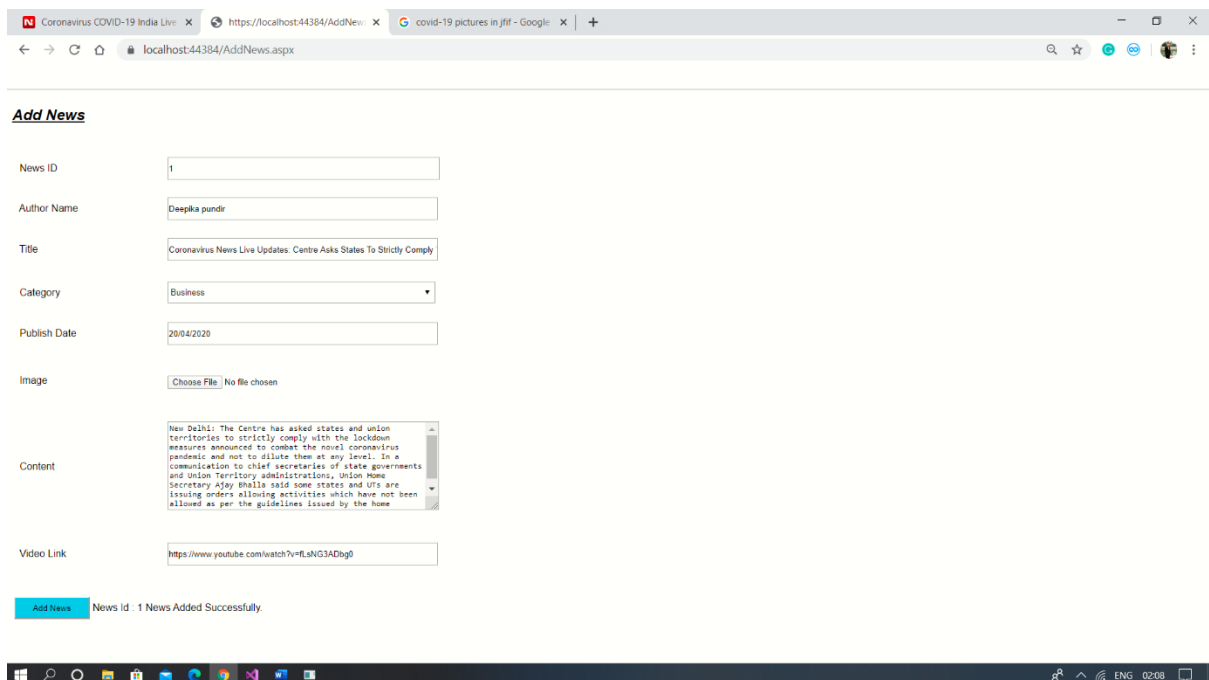 Coronavirus COVID-19 India Live
https://localhost:44384/AddNews
covid-19 pictures in jfif - Google
localhost:44384/AddNews.aspx
Add News
News ID
1
Author Name
Deepika pundir
Title
Coronavirus News Live Updates: Centre Asks States To Strictly Comply
Category
Business
Publish Date
20/04/2020
Image
Choose File No file chosen
Content
New Delhi: The Centre has asked states and union
territories to strictly comply with the lockdown
measures announced to combat the novel coronavirus
pandemic and not to dilute them at any level. In a
communication to chief secretaries of state governments
and Union Territory administrations, Union Home
Secretary Ajay Bhalla said some states and UTs are
issuing orders allowing activities which have not been
allowed as per the guidelines issued by the home
Video Link
https://www.youtube.com/watch?v=fLsNG3ADbg0
Add News
News Id : 1 News Added Successfully.
ENG 02:08